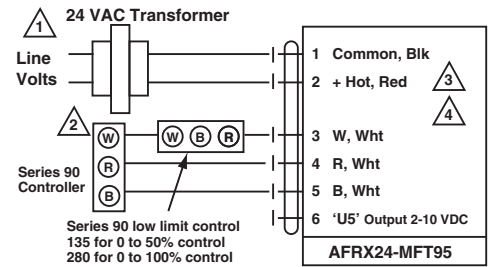 24 VAC Transformer
1
Line
Volts
1 Common, Blk
2 + Hot, Red
3
4
2
W
R
B
W B R
3 W, Wht
4 R, Wht
5 B, Wht
6 'U5' Output 2-10 VDC
Series 90
Controller
Series 90 low limit control
135 for 0 to 50% control
280 for 0 to 100% control
AFRX24-MFT95